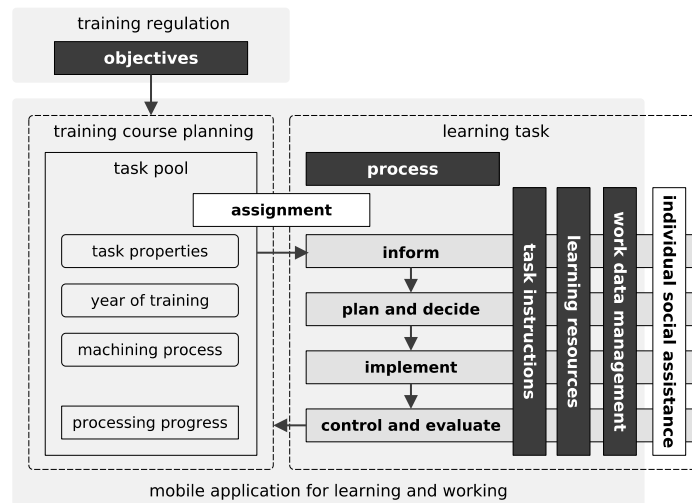 training regulation
objectives
training course planning
learning task
task pool
process
assignment
task properties
year of training
machining process
processing progress
inform
plan and decide
implement
control and evaluate
task instructions
learning resources
work data management
individual social assistance
mobile application for learning and working